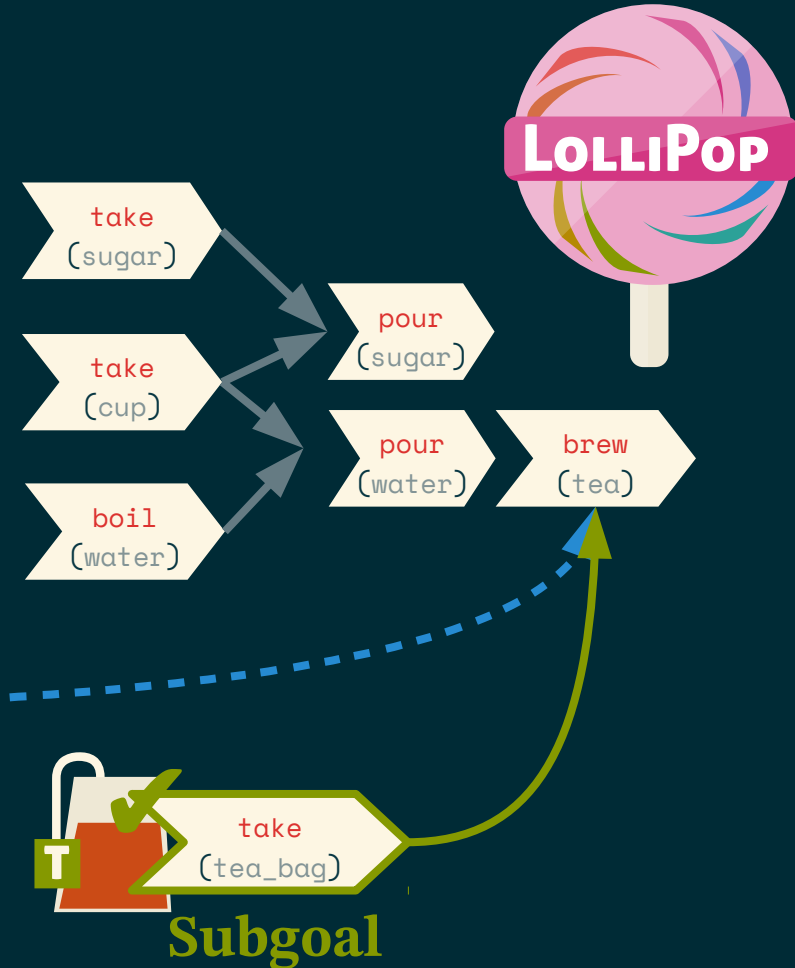 LOLLIPOP
take
(sugar)
pour
(sugar)
take
(cup)
pour
(water)
brew
(tea)
boil
(water)
T
take
(tea_bag)
Subgoal